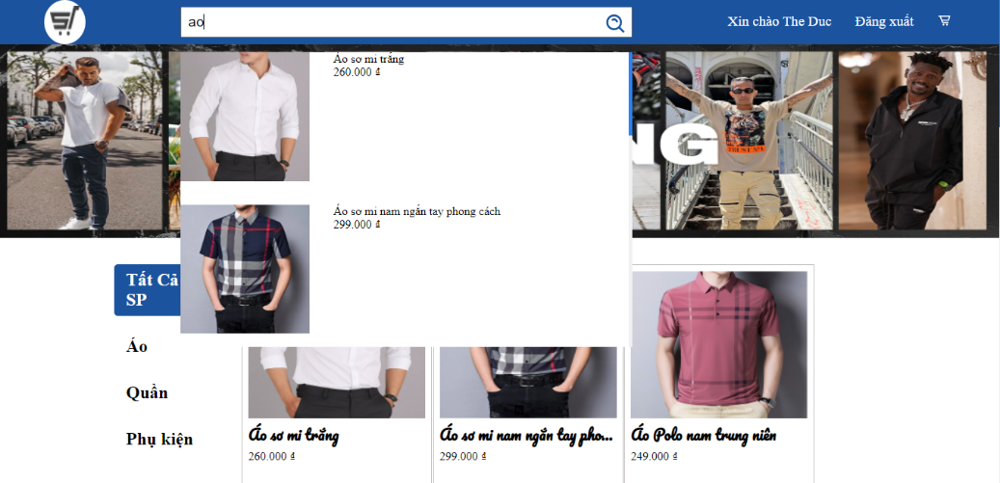 ao
Xin chào The Duc
Đăng xuất
Áo sơ mi trắng
260.000 ₫
NG
Áo sơ mi nam ngắn tay phong cách
299.000 ₫
Tất Cả
SP
Áo
Quần
Phụ kiện
Áo sơ mi trắng
260.000 ₫
Áo sơ mi nam ngắn tay pho...
299.000 ₫
Áo Polo nam trung niên
249.000 ₫